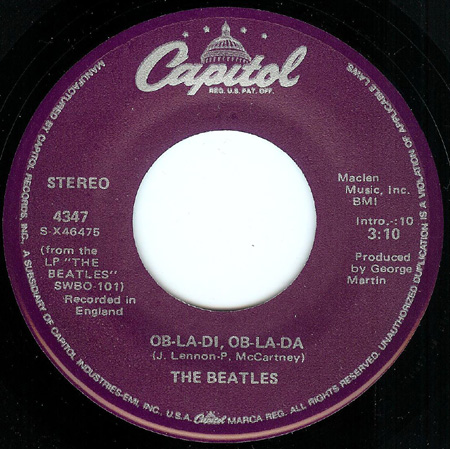 Capitol
REG. U.S. PAT. OFF.
STEREO
4347
S-X46475
(from the
LP "THE
BEATLES"
SWBO-101)
Recorded in
England
Maclen
Music, Inc.
BMI
Intro.-:10
3:10
Produced
by George
Martin
OB-LA-DI, OB-LA-DA
(J. Lennon-P. McCartney)
THE BEATLES
MANUFACTURED BY CAPITOL RECORDS, INC. A SUBSIDIARY OF CAPITOL INDUSTRIES-EMI, INC. U.S.A. Capitol MARCA REG. ALL RIGHTS RESERVED. UNAUTHORIZED DUPLICATION IS A VIOLATION OF APPLICABLE LAWS